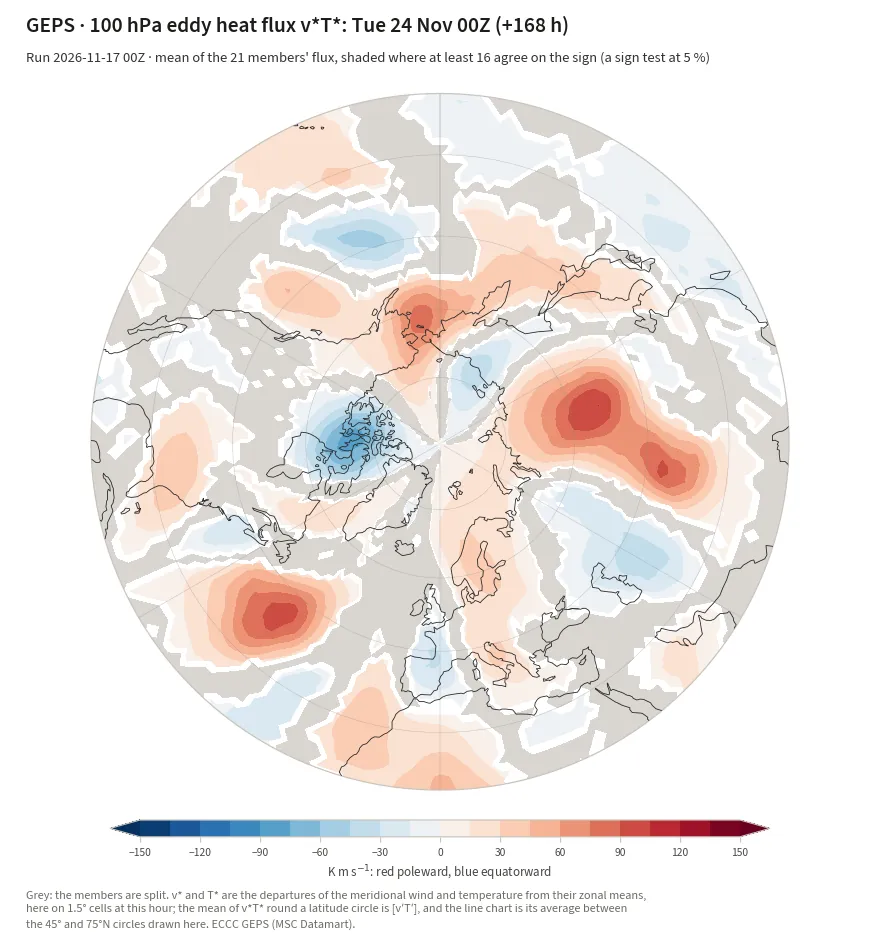 GEPS · 100 hPa eddy heat flux v*T*: Tue 24 Nov 00Z (+168 h)
Run 2026-11-17 00Z · mean of the 21 members' flux, shaded where at least 16 agree on the sign (a sign test at 5 %)
−150 −120 −90 −60 −30 0 30 60 90 120 150
K m s⁻¹: red poleward, blue equatorward
Grey: the members are split. v* and T* are the departures of the meridional wind and temperature from their zonal means,
here on 1.5° cells at this hour; the mean of v*T* round a latitude circle is [v'T'], and the line chart is its average between
the 45° and 75°N circles drawn here. ECCC GEPS (MSC Datamart).